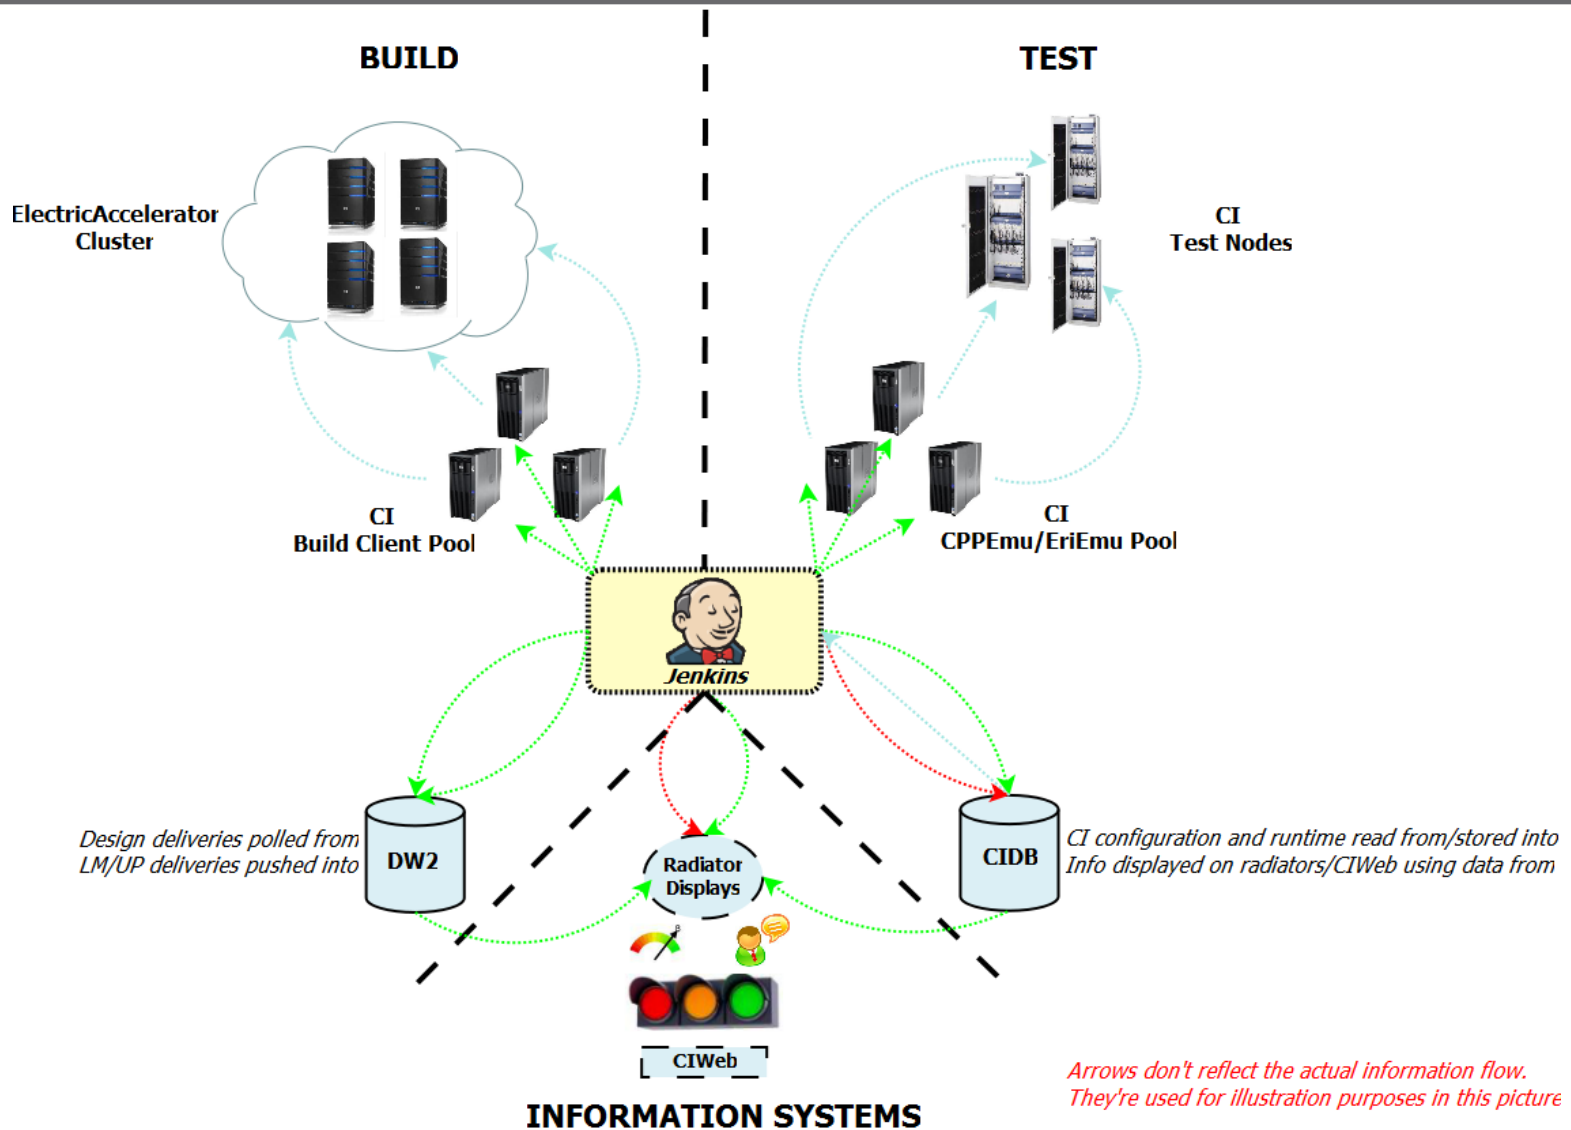 BUILD
TEST
ElectricAccelerator
Cluster
CI
Test Nodes
CI
Build Client Pool
CI
CPPEmu/EriEmu Pool
Jenkins
Design deliveries polled from
LM/UP deliveries pushed into
DW2
Radiator
Displays
CIDB
CI configuration and runtime read from/stored into
Info displayed on radiators/CIWeb using data from
CIWeb
INFORMATION SYSTEMS
Arrows don't reflect the actual information flow.
They're used for illustration purposes in this picture